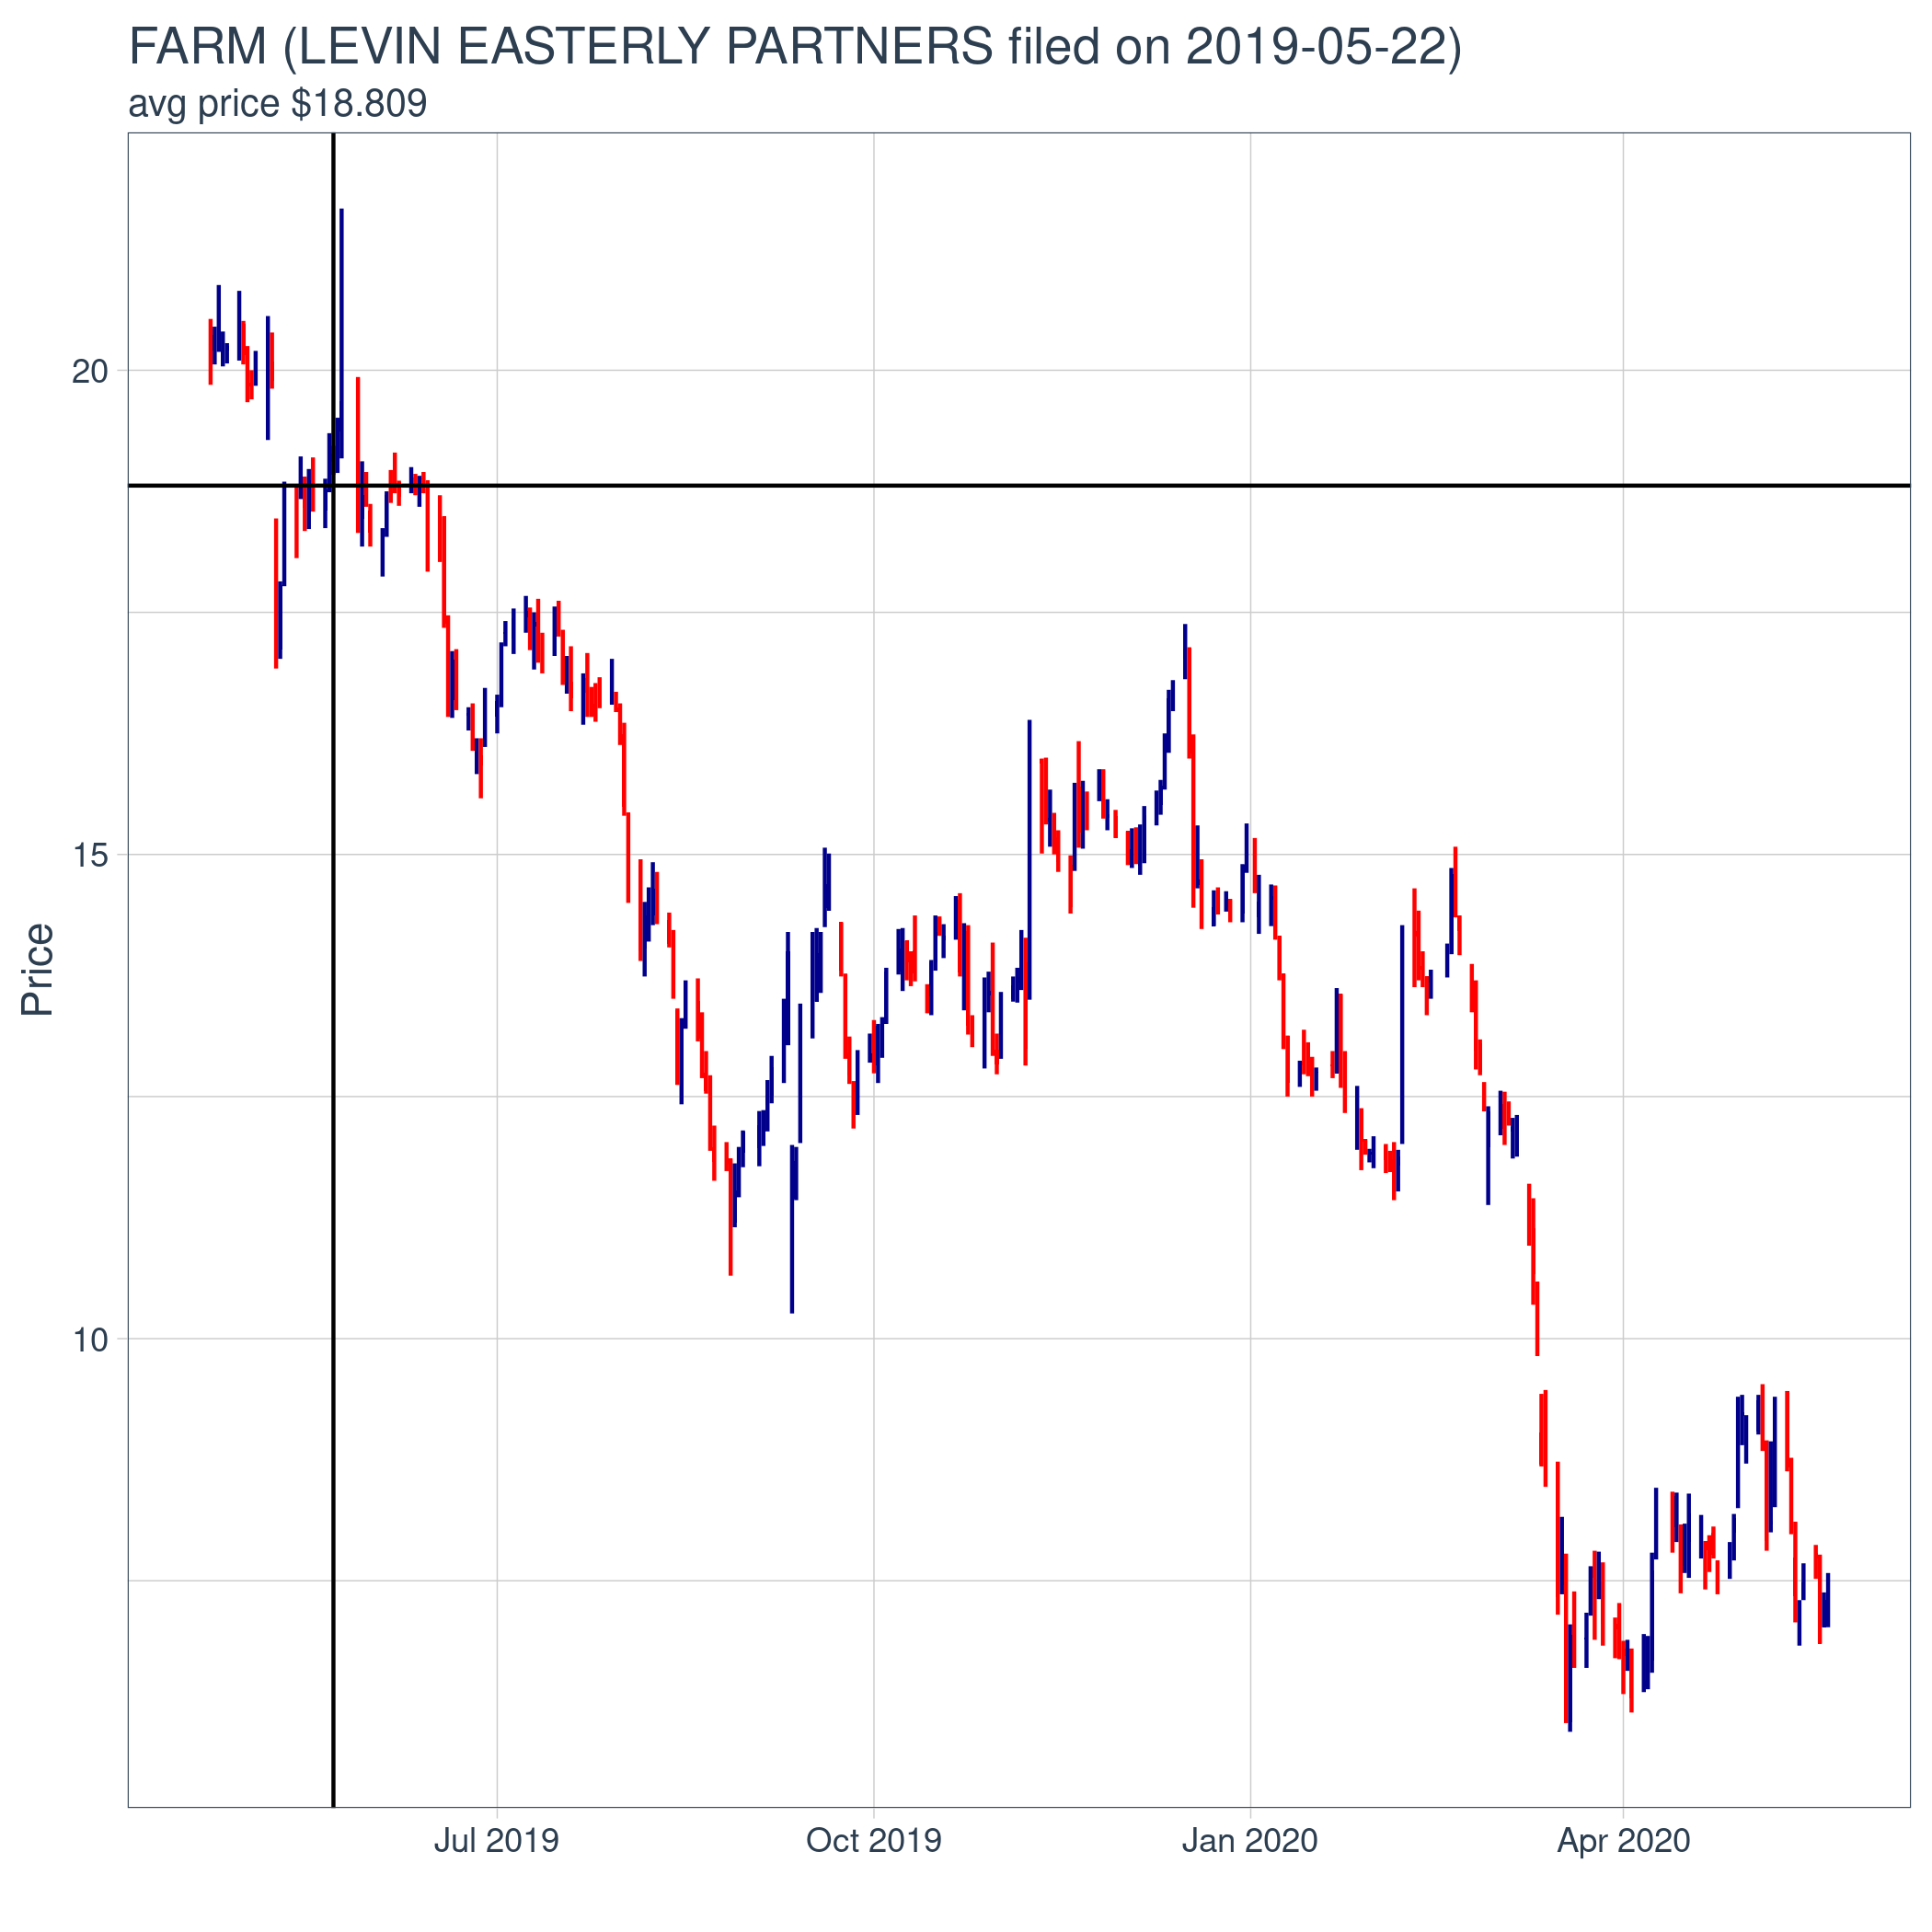 FARM (LEVIN EASTERLY PARTNERS filed on 2019-05-22)
avg price $18.809
20
15
10
Price
Jul 2019
Oct 2019
Jan 2020
Apr 2020